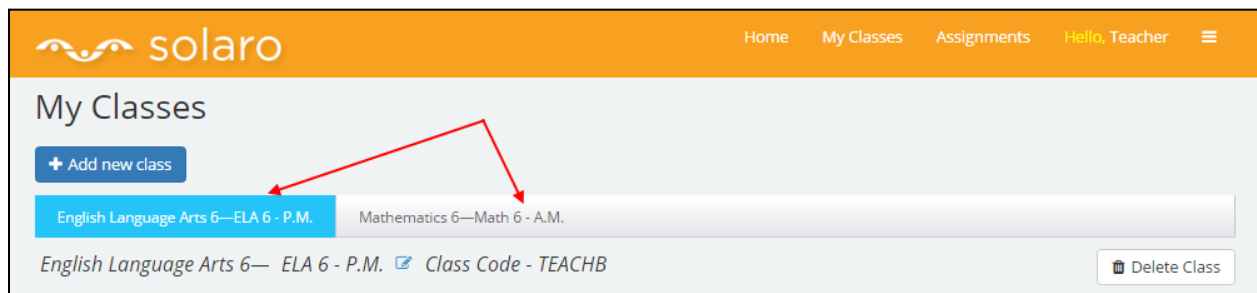 solaro Home My Classes Assignments Hello, Teacher
My Classes
Add new class
English Language Arts 6—ELA 6 - P.M. Mathematics 6—Math 6 - A.M.
English Language Arts 6— ELA 6 - P.M. Class Code - TEACHB Delete Class